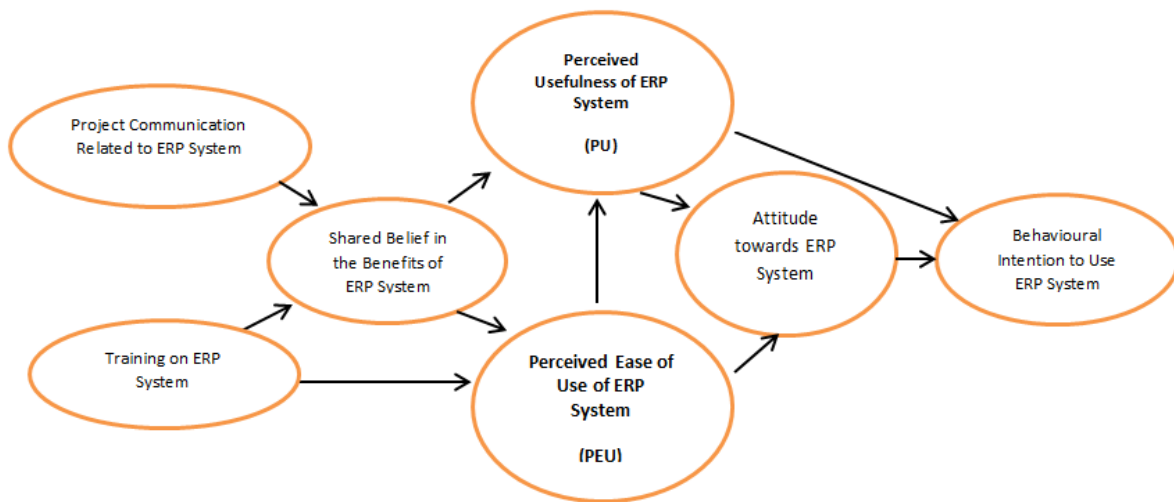 Perceived
Usefulness of ERP
System
(PU)
Project Communication
Related to ERP System
Shared Belief in
the Benefits of
ERP System
Attitude
towards ERP
System
Behavioural
Intention to Use
ERP System
Training on ERP
System
Perceived Ease of
Use of ERP
System
(PEU)